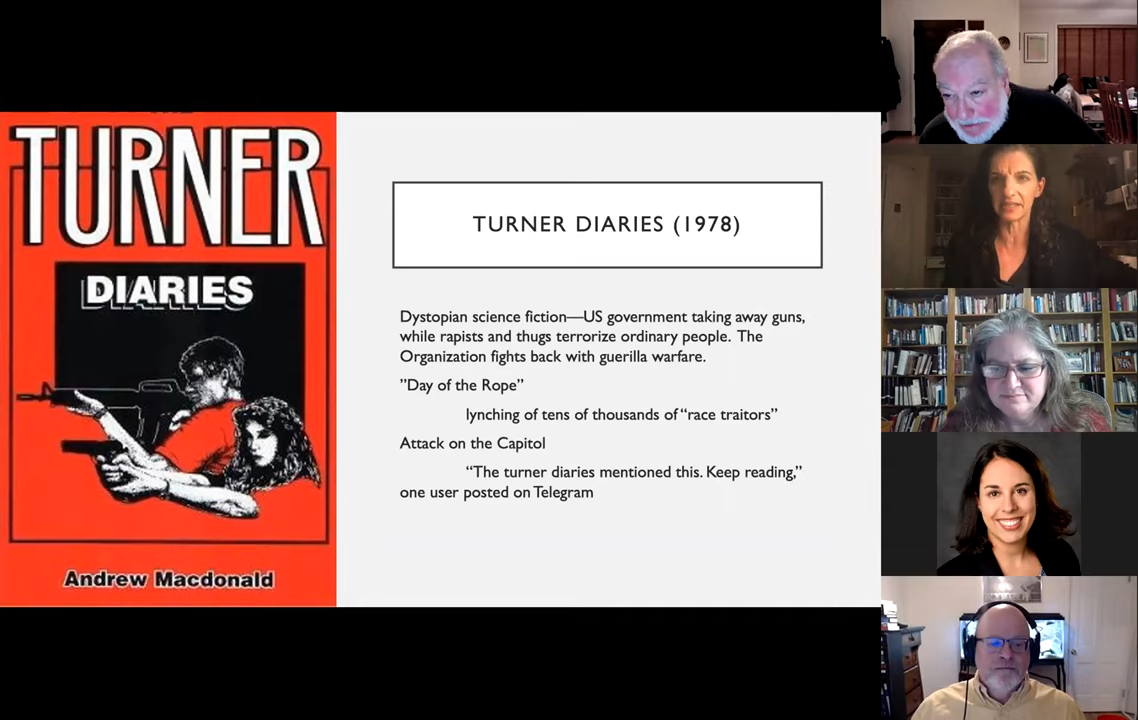 TURNER
DIARIES
Andrew Macdonald
TURNER DIARIES (1978)
Dystopian science fiction—US government taking away guns,
while rapists and thugs terrorize ordinary people. The
Organization fights back with guerilla warfare.
”Day of the Rope”
lynching of tens of thousands of “race traitors”
Attack on the Capitol
“The turner diaries mentioned this. Keep reading,”
one user posted on Telegram